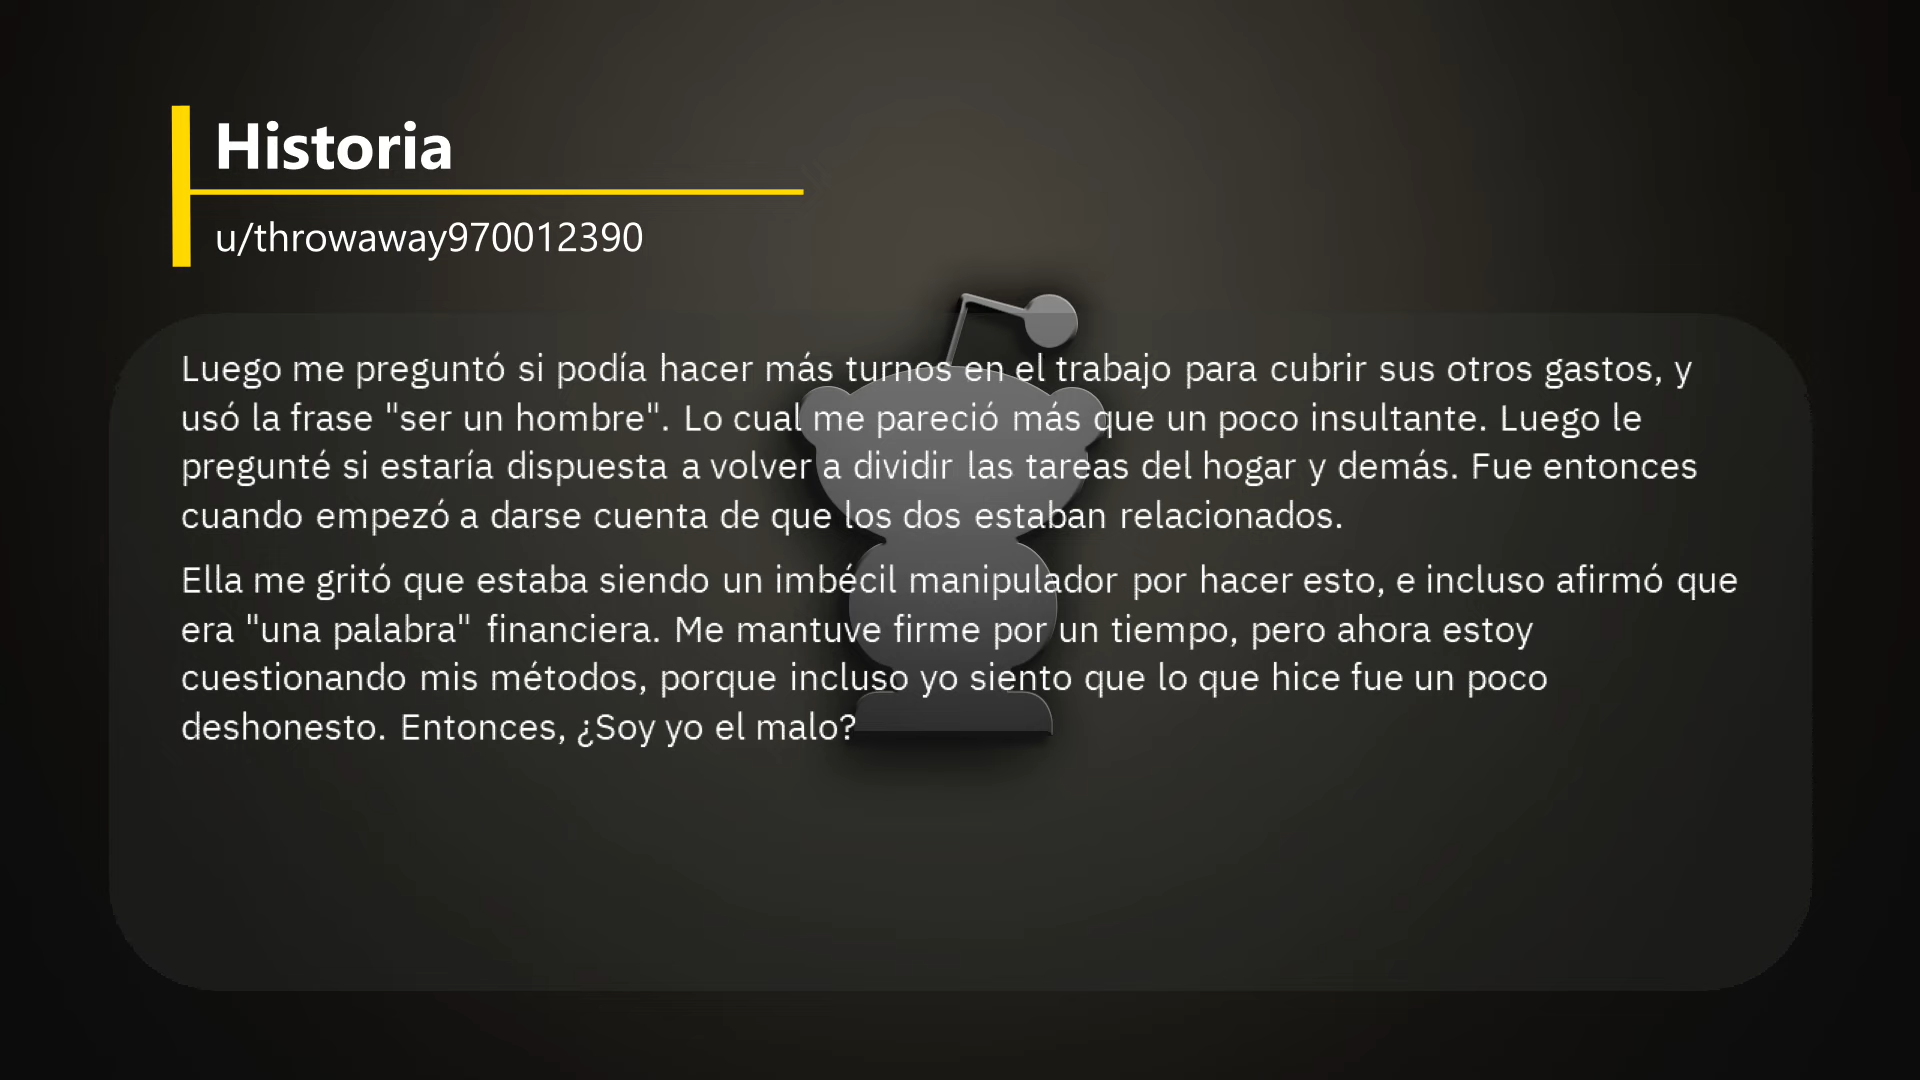 Historia
u/throwaway970012390
Luego me preguntó si podía hacer más turnos en el trabajo para cubrir sus otros gastos, y
usó la frase "ser un hombre". Lo cual me pareció más que un poco insultante. Luego le
pregunté si estaría dispuesta a volver a dividir las tareas del hogar y demás. Fue entonces
cuando empezó a darse cuenta de que los dos estaban relacionados.
Ella me gritó que estaba siendo un imbécil manipulador por hacer esto, e incluso afirmó que
era "una palabra" financiera. Me mantuve firme por un tiempo, pero ahora estoy
cuestionando mis métodos, porque incluso yo siento que lo que hice fue un poco
deshonesto. Entonces, ¿Soy yo el malo?